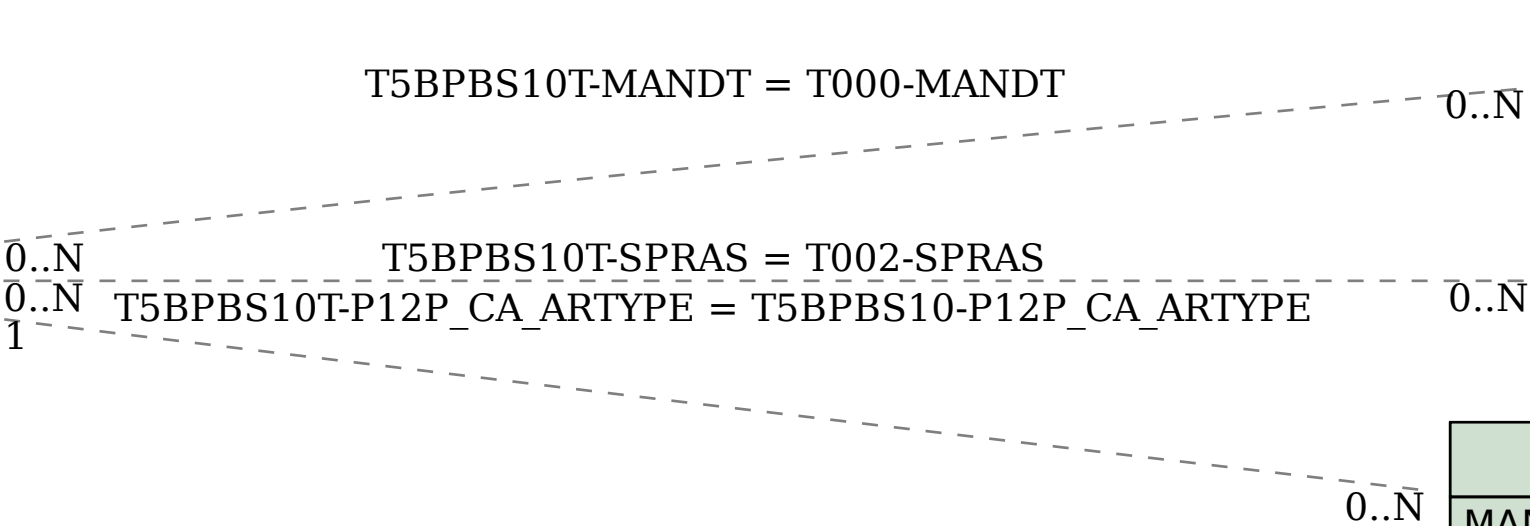 T5BPBS10T-MANDT = T000-MANDT
0..N
0..N
T5BPBS10T-SPRAS = T002-SPRAS
0..N
T5BPBS10T-P12P_CA_ARTYPE = T5BPBS10-P12P_CA_ARTYPE
0..N
1
0..N